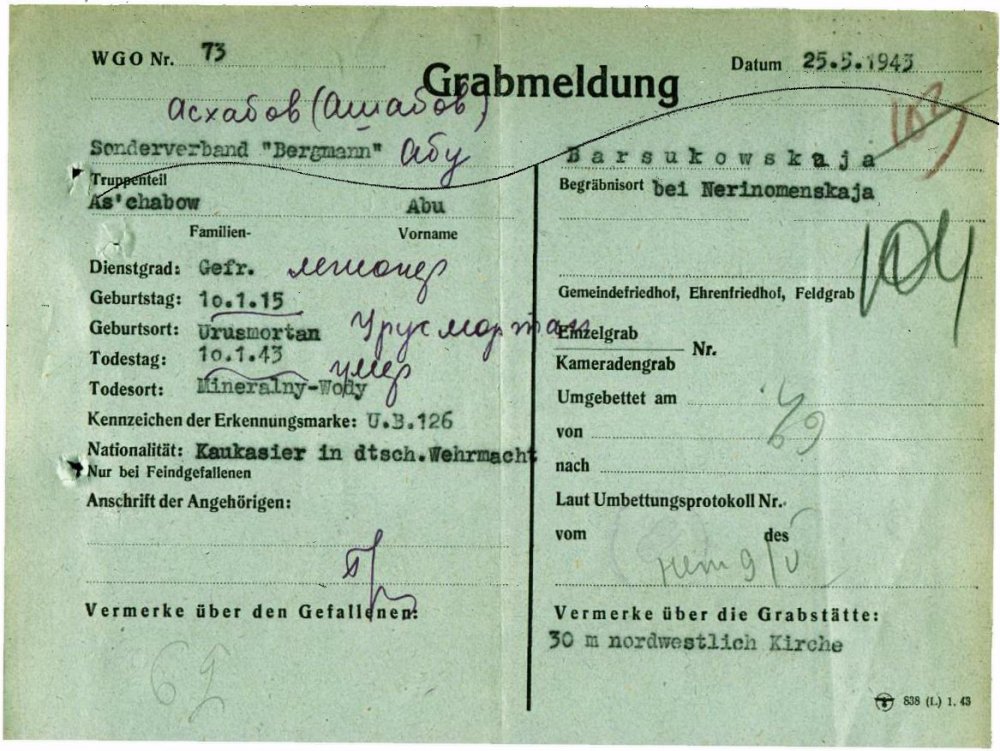 WGO Nr. 73
Datum 25.5.1943
Grabmeldung
Асхабов (Ашабов)
Абу
Sonderverband "Bergmann"
Truppenteil
As'chabow Abu
Familien- Vorname
Dienstgrad: Gefr. легионер
Geburtstag: 10.1.15
Geburtsort: Urusmortan Урусмортан
Todestag: 10.1.43
умер
Todesort: Mineralny-Wody
Kennzeichen der Erkennungsmarke: U.B.126
Nationalität: Kaukasier in dtsch.Wehrmacht
Nur bei Feindgefallenen
Anschrift der Angehörigen:
Vermerke über den Gefallenen:
62
Barsukowskaja
Begräbnisort bei Nerinomenskaja
104
Gemeindefriedhof, Ehrenfriedhof, Feldgrab
Einzelgrab
Nr.
Kameradengrab
Umgebettet am
von
nach
Laut Umbettungsprotokoll Nr.
vom des
Vermerke über die Grabstätte:
30 m nordwestlich Kirche
838 (L) 1. 43